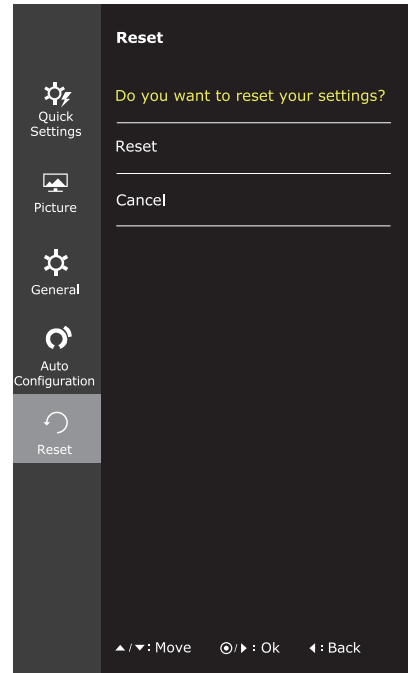 Reset
Do you want to reset your settings?
Reset
Cancel
Quick
Settings
Picture
General
Auto
Configuration
Reset
▲/▼: Move ⦿/▶: Ok ◀: Back